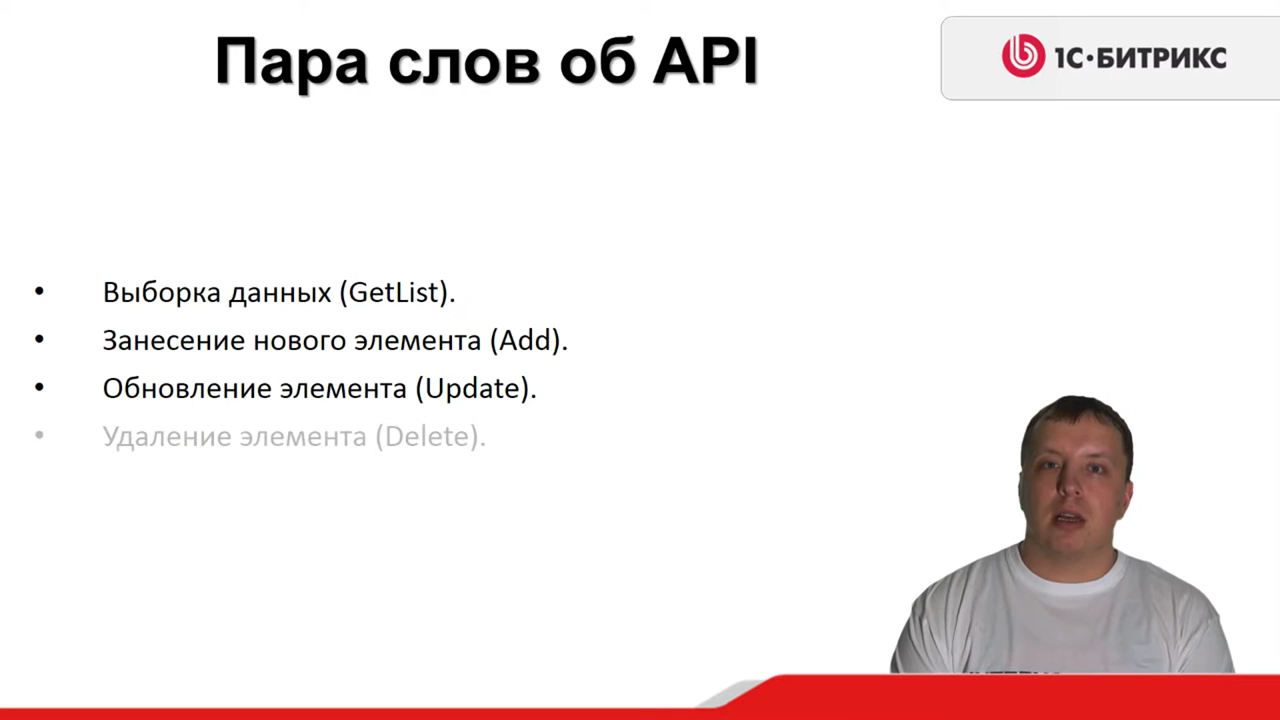 Пара слов об API
1С·БИТРИКС
• Выборка данных (GetList).
• Занесение нового элемента (Add).
• Обновление элемента (Update).
• Удаление элемента (Delete).